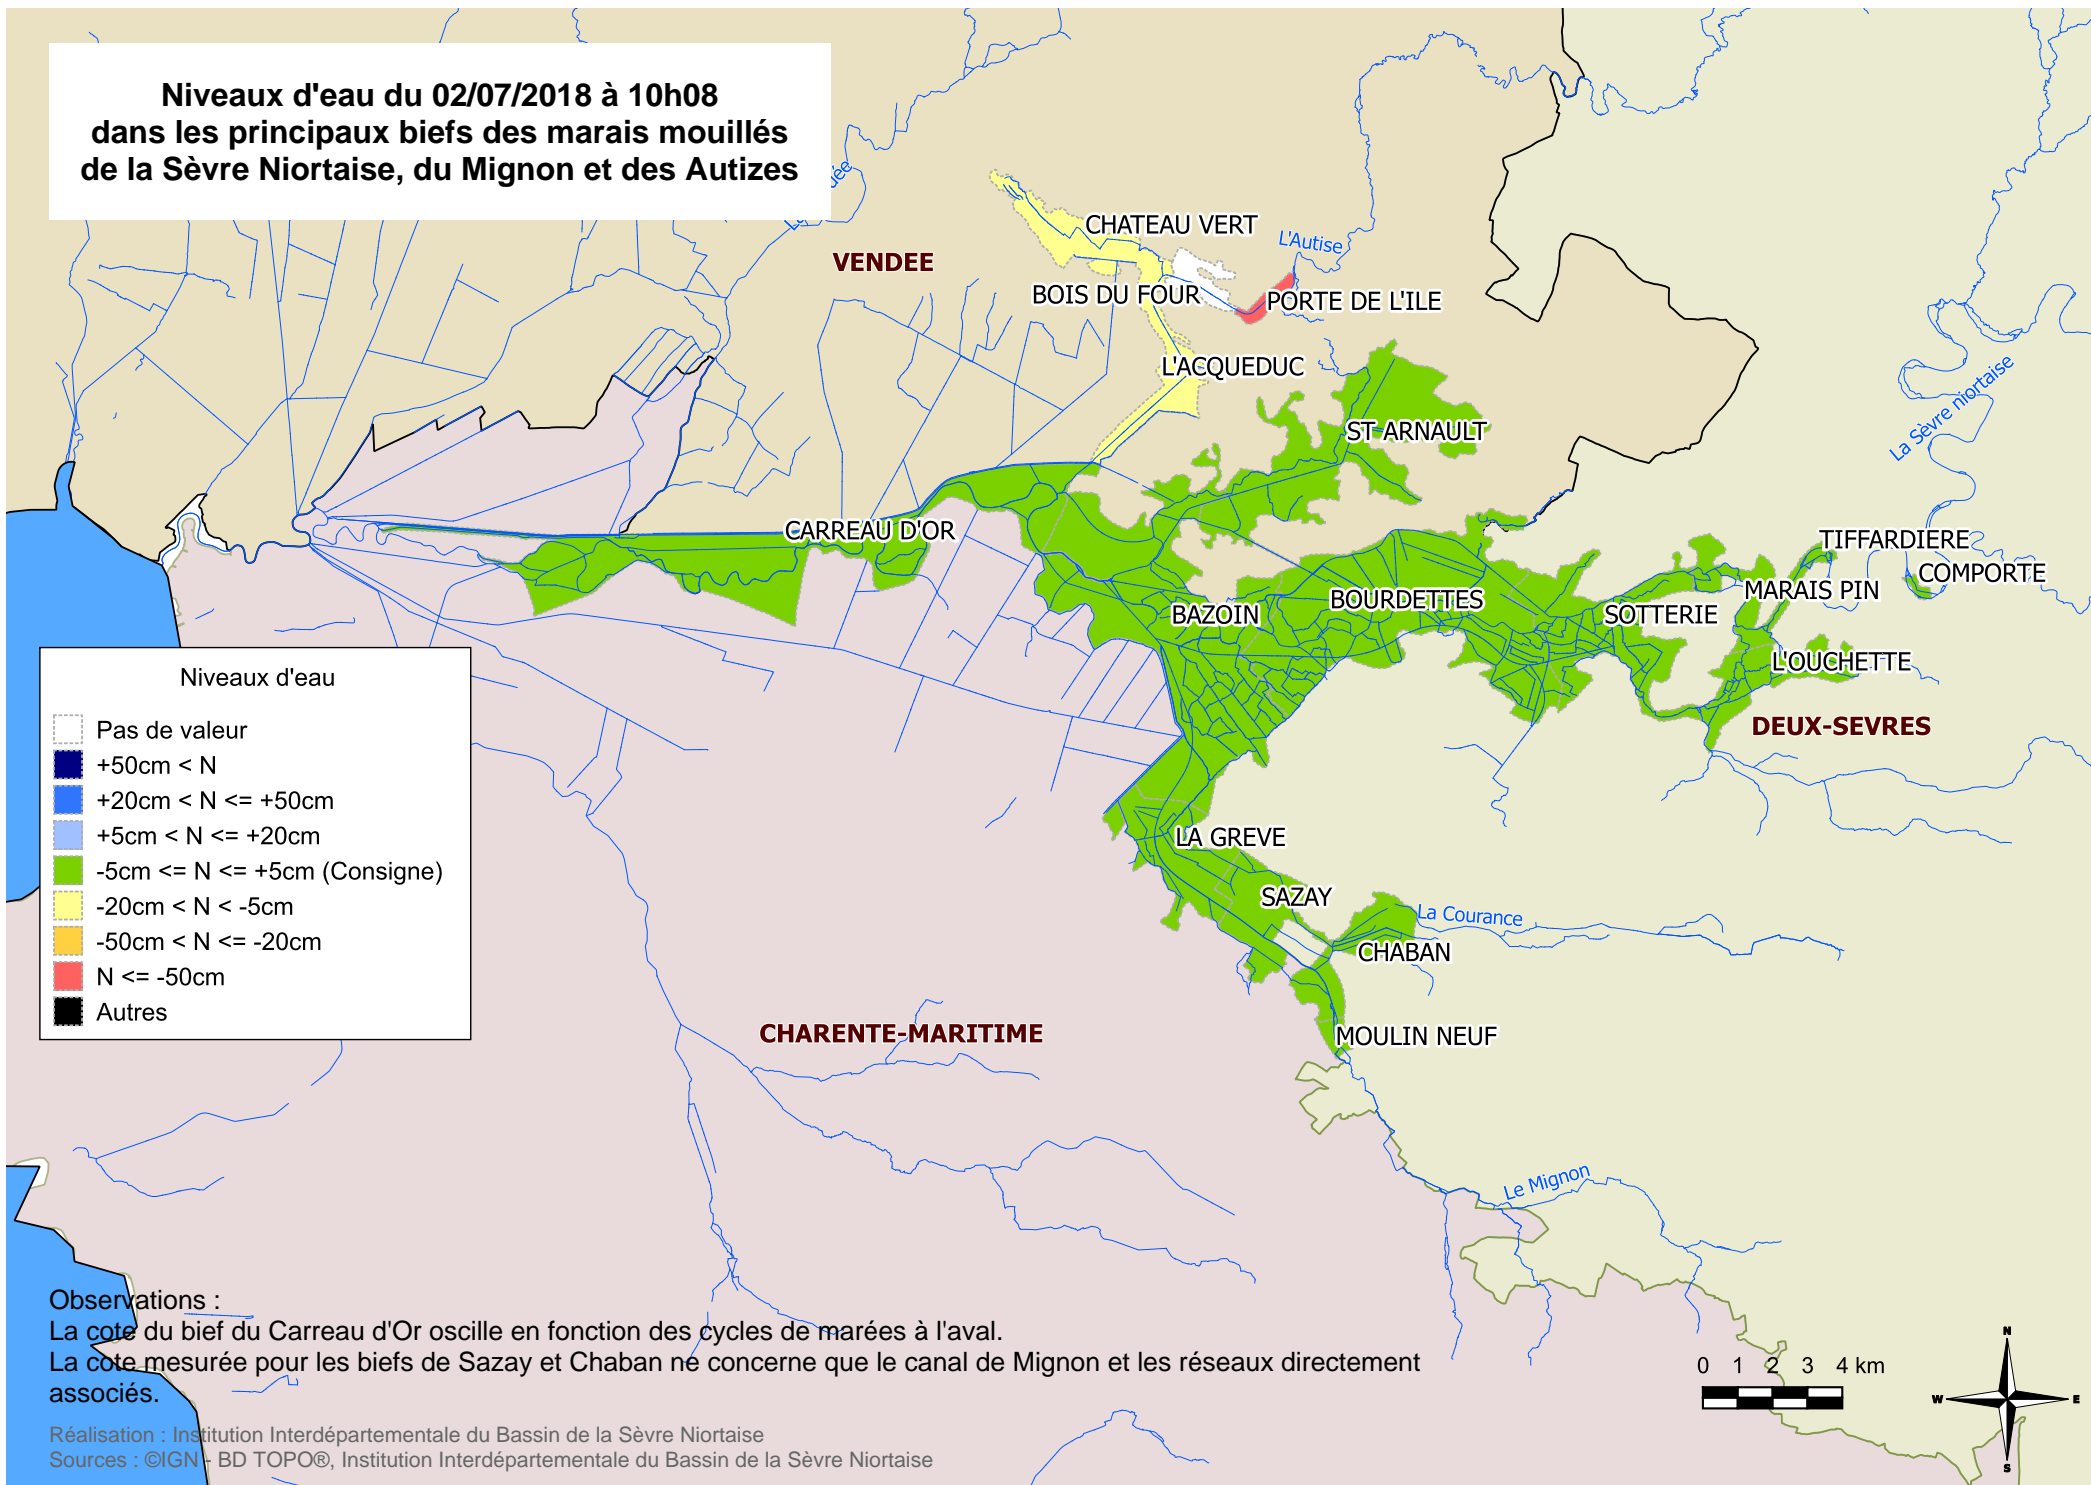 Niveaux d'eau du 02/07/2018 à 10h08
dans les principaux biefs des marais mouillés
de la Sèvre Niortaise, du Mignon et des Autizes
CHATEAU VERT
L'Autise
VENDEE
BOIS DU FOUR
PORTE DE L'ILE
L'ACQUEDUC
La Sèvre niortaise
ST ARNAULT
CARREAU D'OR
TIFFARDIERE
COMPORTE
MARAIS PIN
BOURDETTES
BAZOIN
SOTTERIE
L'OUCHETTE
DEUX-SEVRES
Niveaux d'eau
Pas de valeur
+50cm < N
+20cm < N <= +50cm
+5cm < N <= +20cm
-5cm <= N <= +5cm (Consigne)
-20cm < N < -5cm
-50cm < N <= -20cm
N <= -50cm
Autres
LA GREVE
SAZAY
La Courance
CHABAN
CHARENTE-MARITIME
MOULIN NEUF
Le Mignon
Observations :
La cote du bief du Carreau d'Or oscille en fonction des cycles de marées à l'aval.
La cote mesurée pour les biefs de Sazay et Chaban ne concerne que le canal de Mignon et les réseaux directement
associés.
Réalisation : Institution Interdépartementale du Bassin de la Sèvre Niortaise
Sources : ©IGN - BD TOPO®, Institution Interdépartementale du Bassin de la Sèvre Niortaise
0 1 2 3 4 km
N
W E
S